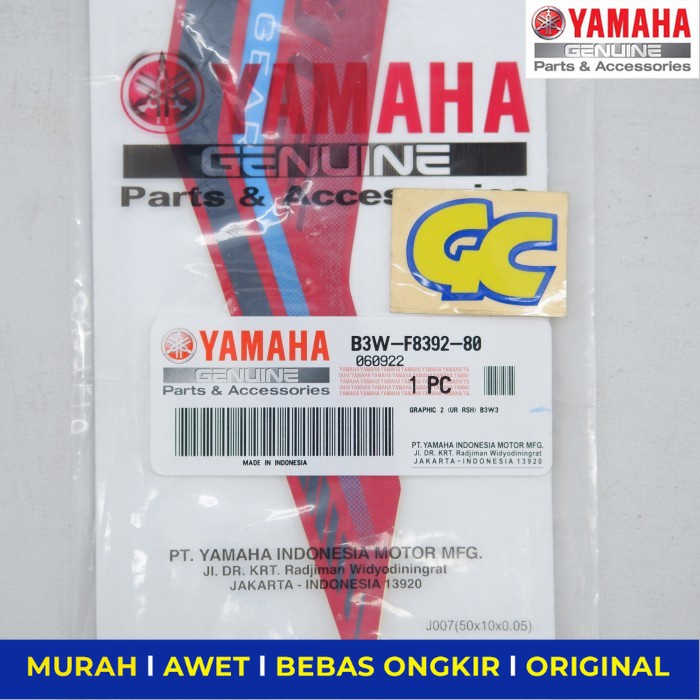 YAMAHA
GENUINE
Parts & Accessories
GEAR
YAMAHA
GENUINE
Parts & Accessories
GC
YAMAHA
GENUINE
Parts & Accessories
B3W-F8392-80
060922
1 PC
GRAPHIC 2 (UR RSH) B3W3
MADE IN INDONESIA
PT. YAMAHA INDONESIA MOTOR MFG.
Jl. DR. KRT. Radjiman Widyodiningrat
JAKARTA-INDONESIA 13920
PT. YAMAHA INDONESIA MOTOR MFG.
JI. DR. KRT. Radjiman Widyodiningrat
JAKARTA - INDONESIA 13920
J007(50x10x0.05)
MURAH I AWET I BEBAS ONGKIR I ORIGINAL